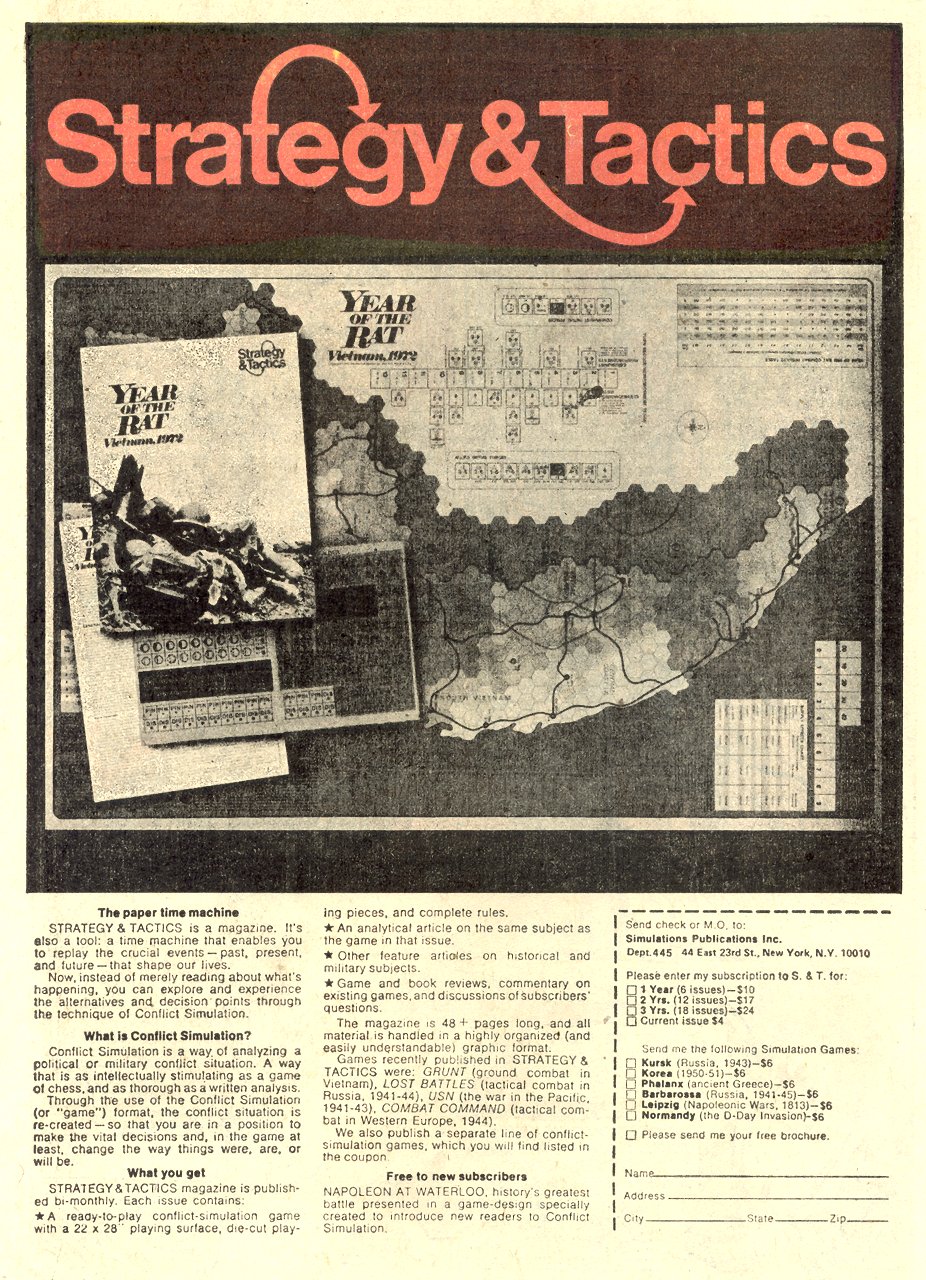 Strategy & Tactics
YEAR
OF THE
RAT
Vietnam, 1972
Strategy
& Tactics
YEAR
OF THE
RAT
Vietnam, 1972
SOUTH VIETNAM
The paper time machine
STRATEGY & TACTICS is a magazine. It's
also a tool: a time machine that enables you
to replay the crucial events—past, present,
and future—that shape our lives.
Now, instead of merely reading about what's
happening, you can explore and experience
the alternatives and decision points through
the technique of Conflict Simulation.
What is Conflict Simulation?
Conflict Simulation is a way of analyzing a
political or military conflict situation. A way
that is as intellectually stimulating as a game
of chess, and as thorough as a written analysis.
Through the use of the Conflict Simulation
(or "game") format, the conflict situation is
re-created—so that you are in a position to
make the vital decisions and, in the game at
least, change the way things were, are, or
will be.
What you get
STRATEGY & TACTICS magazine is publish-
ed bi-monthly. Each issue contains:
★ A ready-to-play conflict-simulation game
with a 22 x 28" playing surface, die-cut play-
ing pieces, and complete rules.
★ An analytical article on the same subject as
the game in that issue.
★ Other feature articles on historical and
military subjects.
★ Game and book reviews, commentary on
existing games, and discussions of subscribers'
questions.
The magazine is 48+ pages long, and all
material is handled in a highly organized (and
easily understandable) graphic format.
Games recently published in STRATEGY &
TACTICS were: GRUNT (ground combat in
Vietnam), LOST BATTLES (tactical combat in
Russia, 1941-44), USN (the war in the Pacific,
1941-43), COMBAT COMMAND (tactical com-
bat in Western Europe, 1944).
We also publish a separate line of conflict-
simulation games, which you will find listed in
the coupon.
Free to new subscribers
NAPOLEON AT WATERLOO, history's greatest
battle presented in a game-design specially
created to introduce new readers to Conflict
Simulation.
Send check or M.O. to:
Simulations Publications Inc.
Dept.445 44 East 23rd St., New York, N.Y. 10010
Please enter my subscription to S. & T. for:
1 Year (6 issues)—$10
2 Yrs. (12 issues)—$17
3 Yrs. (18 issues)—$24
Current issue $4
Send me the following Simulation Games:
Kursk (Russia, 1943)—$6
Korea (1950-51)—$6
Phalanx (ancient Greece)—$6
Barbarossa (Russia, 1941-45)—$6
Leipzig (Napoleonic Wars, 1813)—$6
Normandy (the D-Day Invasion)-$6
Please send me your free brochure.
Name
Address
City State Zip